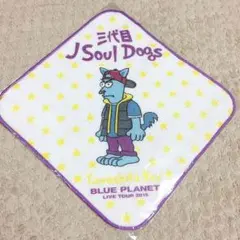 三代目
J Soul Dogs
BLUE PLANET
LIVE TOUR 2015